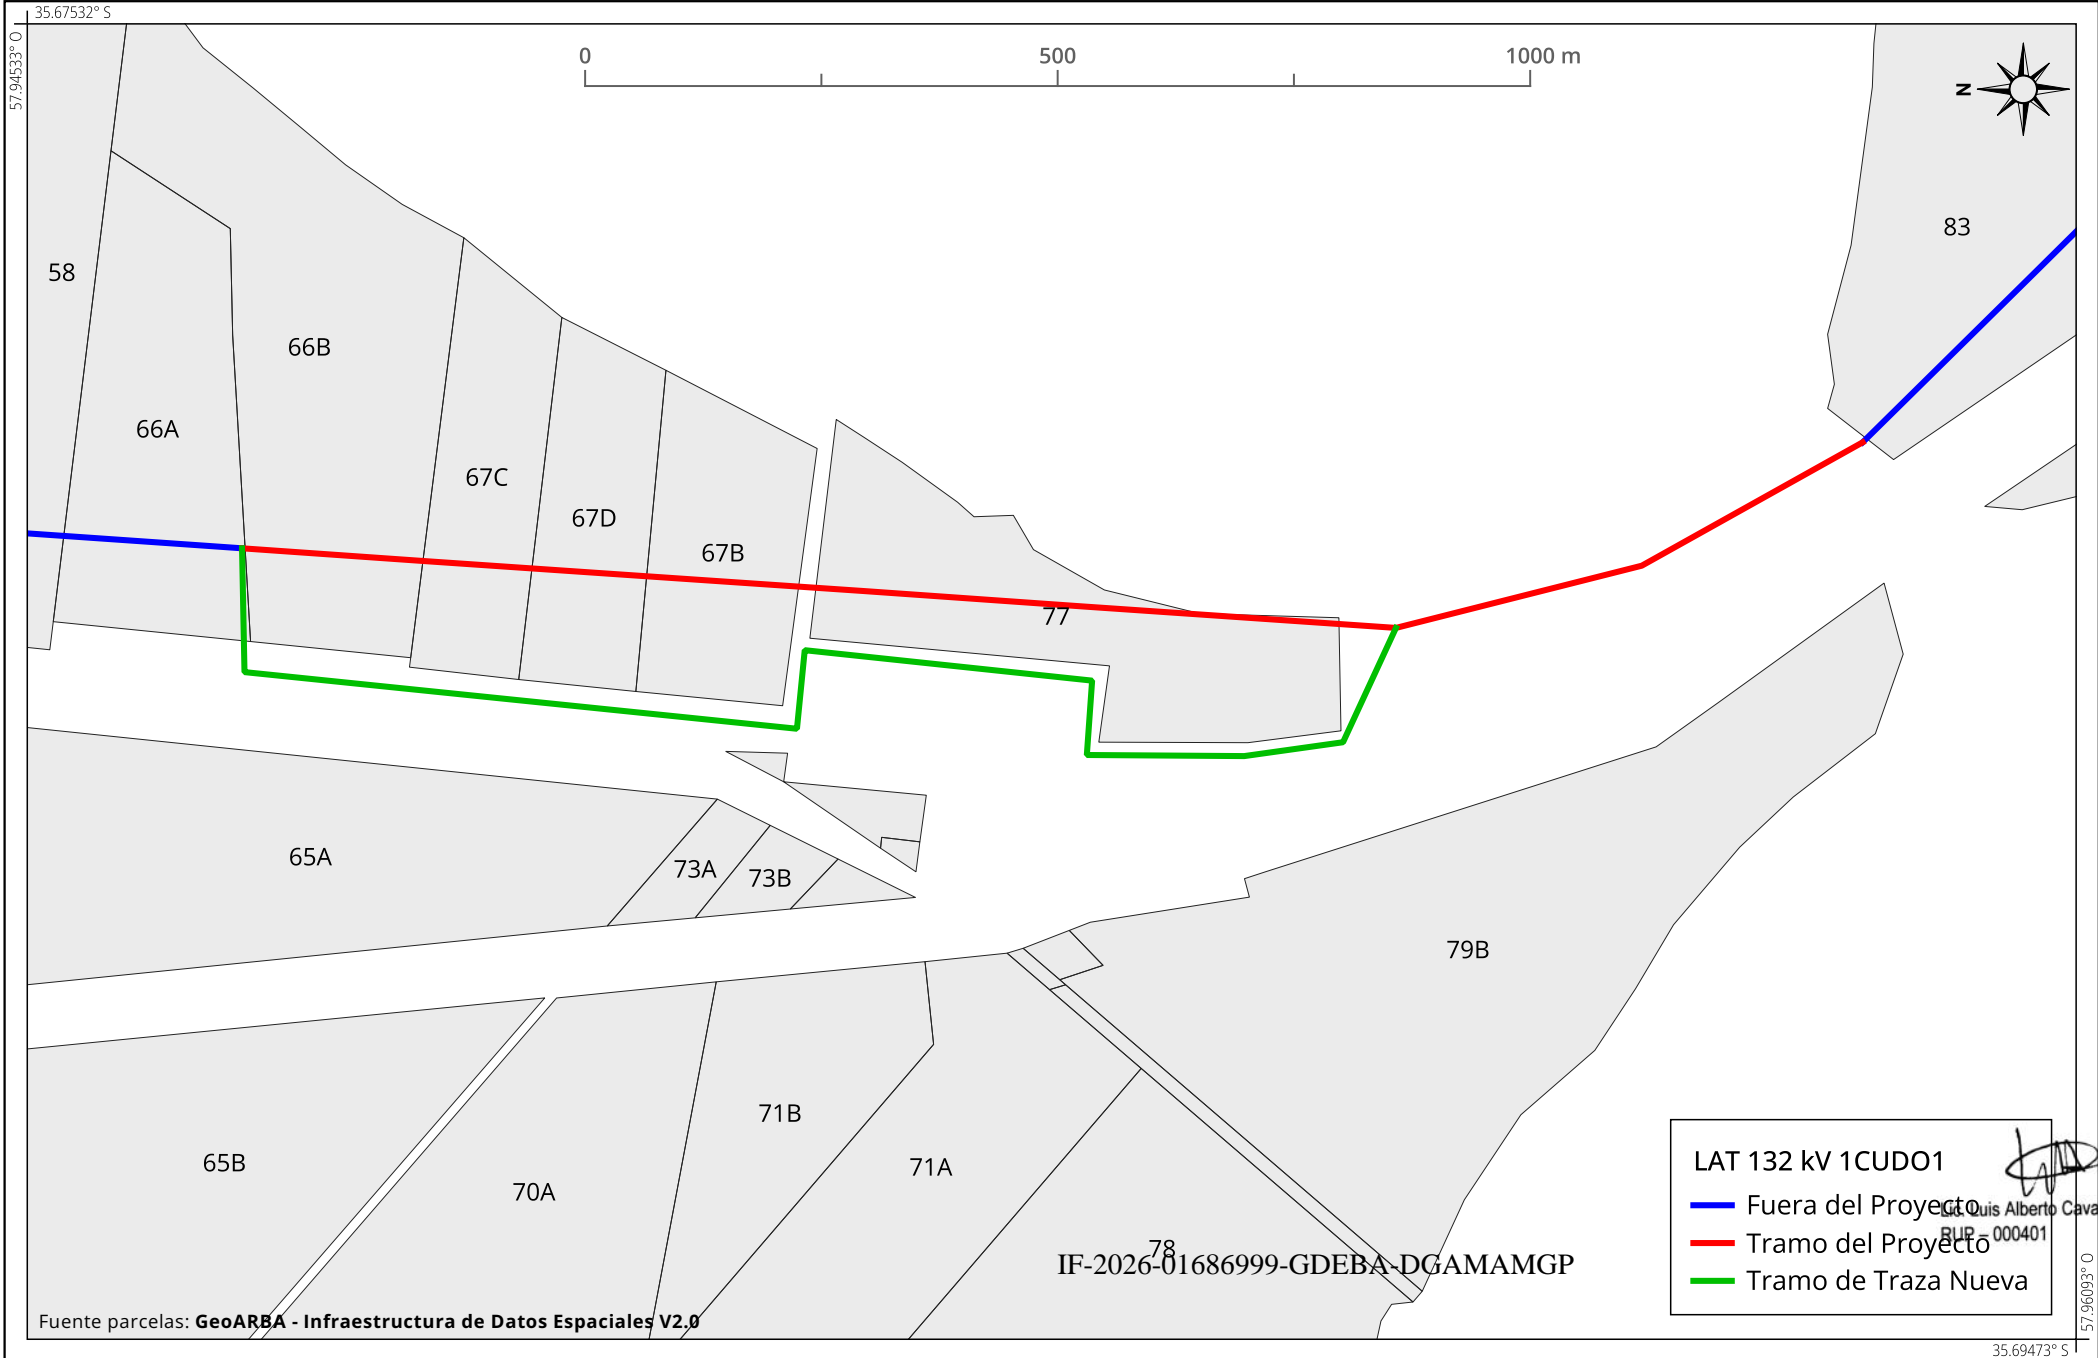 35.67532° S
57.94533° O
0 500 1000 m
N
83
58
66B
66A
67C
67D
67B
77
65A
73A
73B
79B
71B
65B
71A
70A
78
LAT 132 kV 1CUDO1
Fuera del Proyecto
Lic. Luis Alberto Cava
RUP – 000401
Tramo del Proyecto
Tramo de Traza Nueva
IF-2026-01686999-GDEBA-DGAMAMGP
Fuente parcelas: GeoARBA - Infraestructura de Datos Espaciales V2.0
57.96093° O
35.69473° S